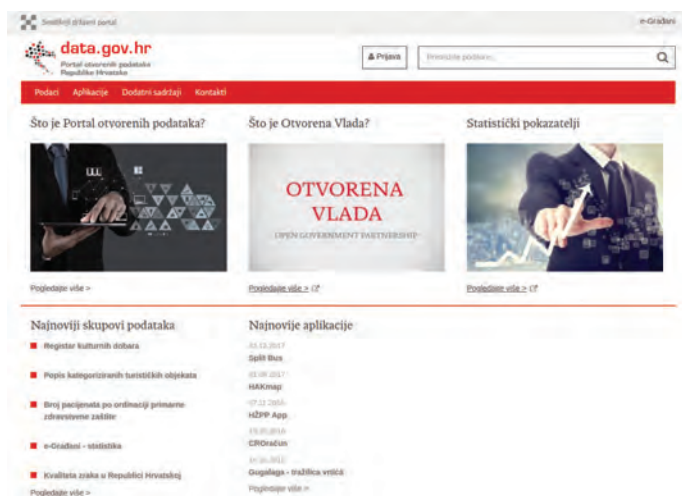 Središnji državni portal
e-Građani
data.gov.hr
Portal otvorenih podataka
Republike Hrvatske
Prijava
Pretražite podatke...
Podaci Aplikacije Dodatni sadržaji Kontakti
Što je Portal otvorenih podataka?
Što je Otvorena Vlada?
Statistički pokazatelji
OTVORENA
VLADA
OPEN GOVERNMENT PARTNERSHIP
Pogledajte više >
Pogledajte više >
Pogledajte više >
Najnoviji skupovi podataka
Registar kulturnih dobara
Popis kategoriziranih turističkih objekata
Broj pacijenata po ordinaciji primarne
zdravstvene zaštite
e-Građani - statistika
Kvaliteta zraka u Republici Hrvatskoj
Pogledajte više >
Najnovije aplikacije
Split Bus
HAKmap
HŽPP App
CROračun
Gugalaga - tražilica vrtića
Pogledajte više >